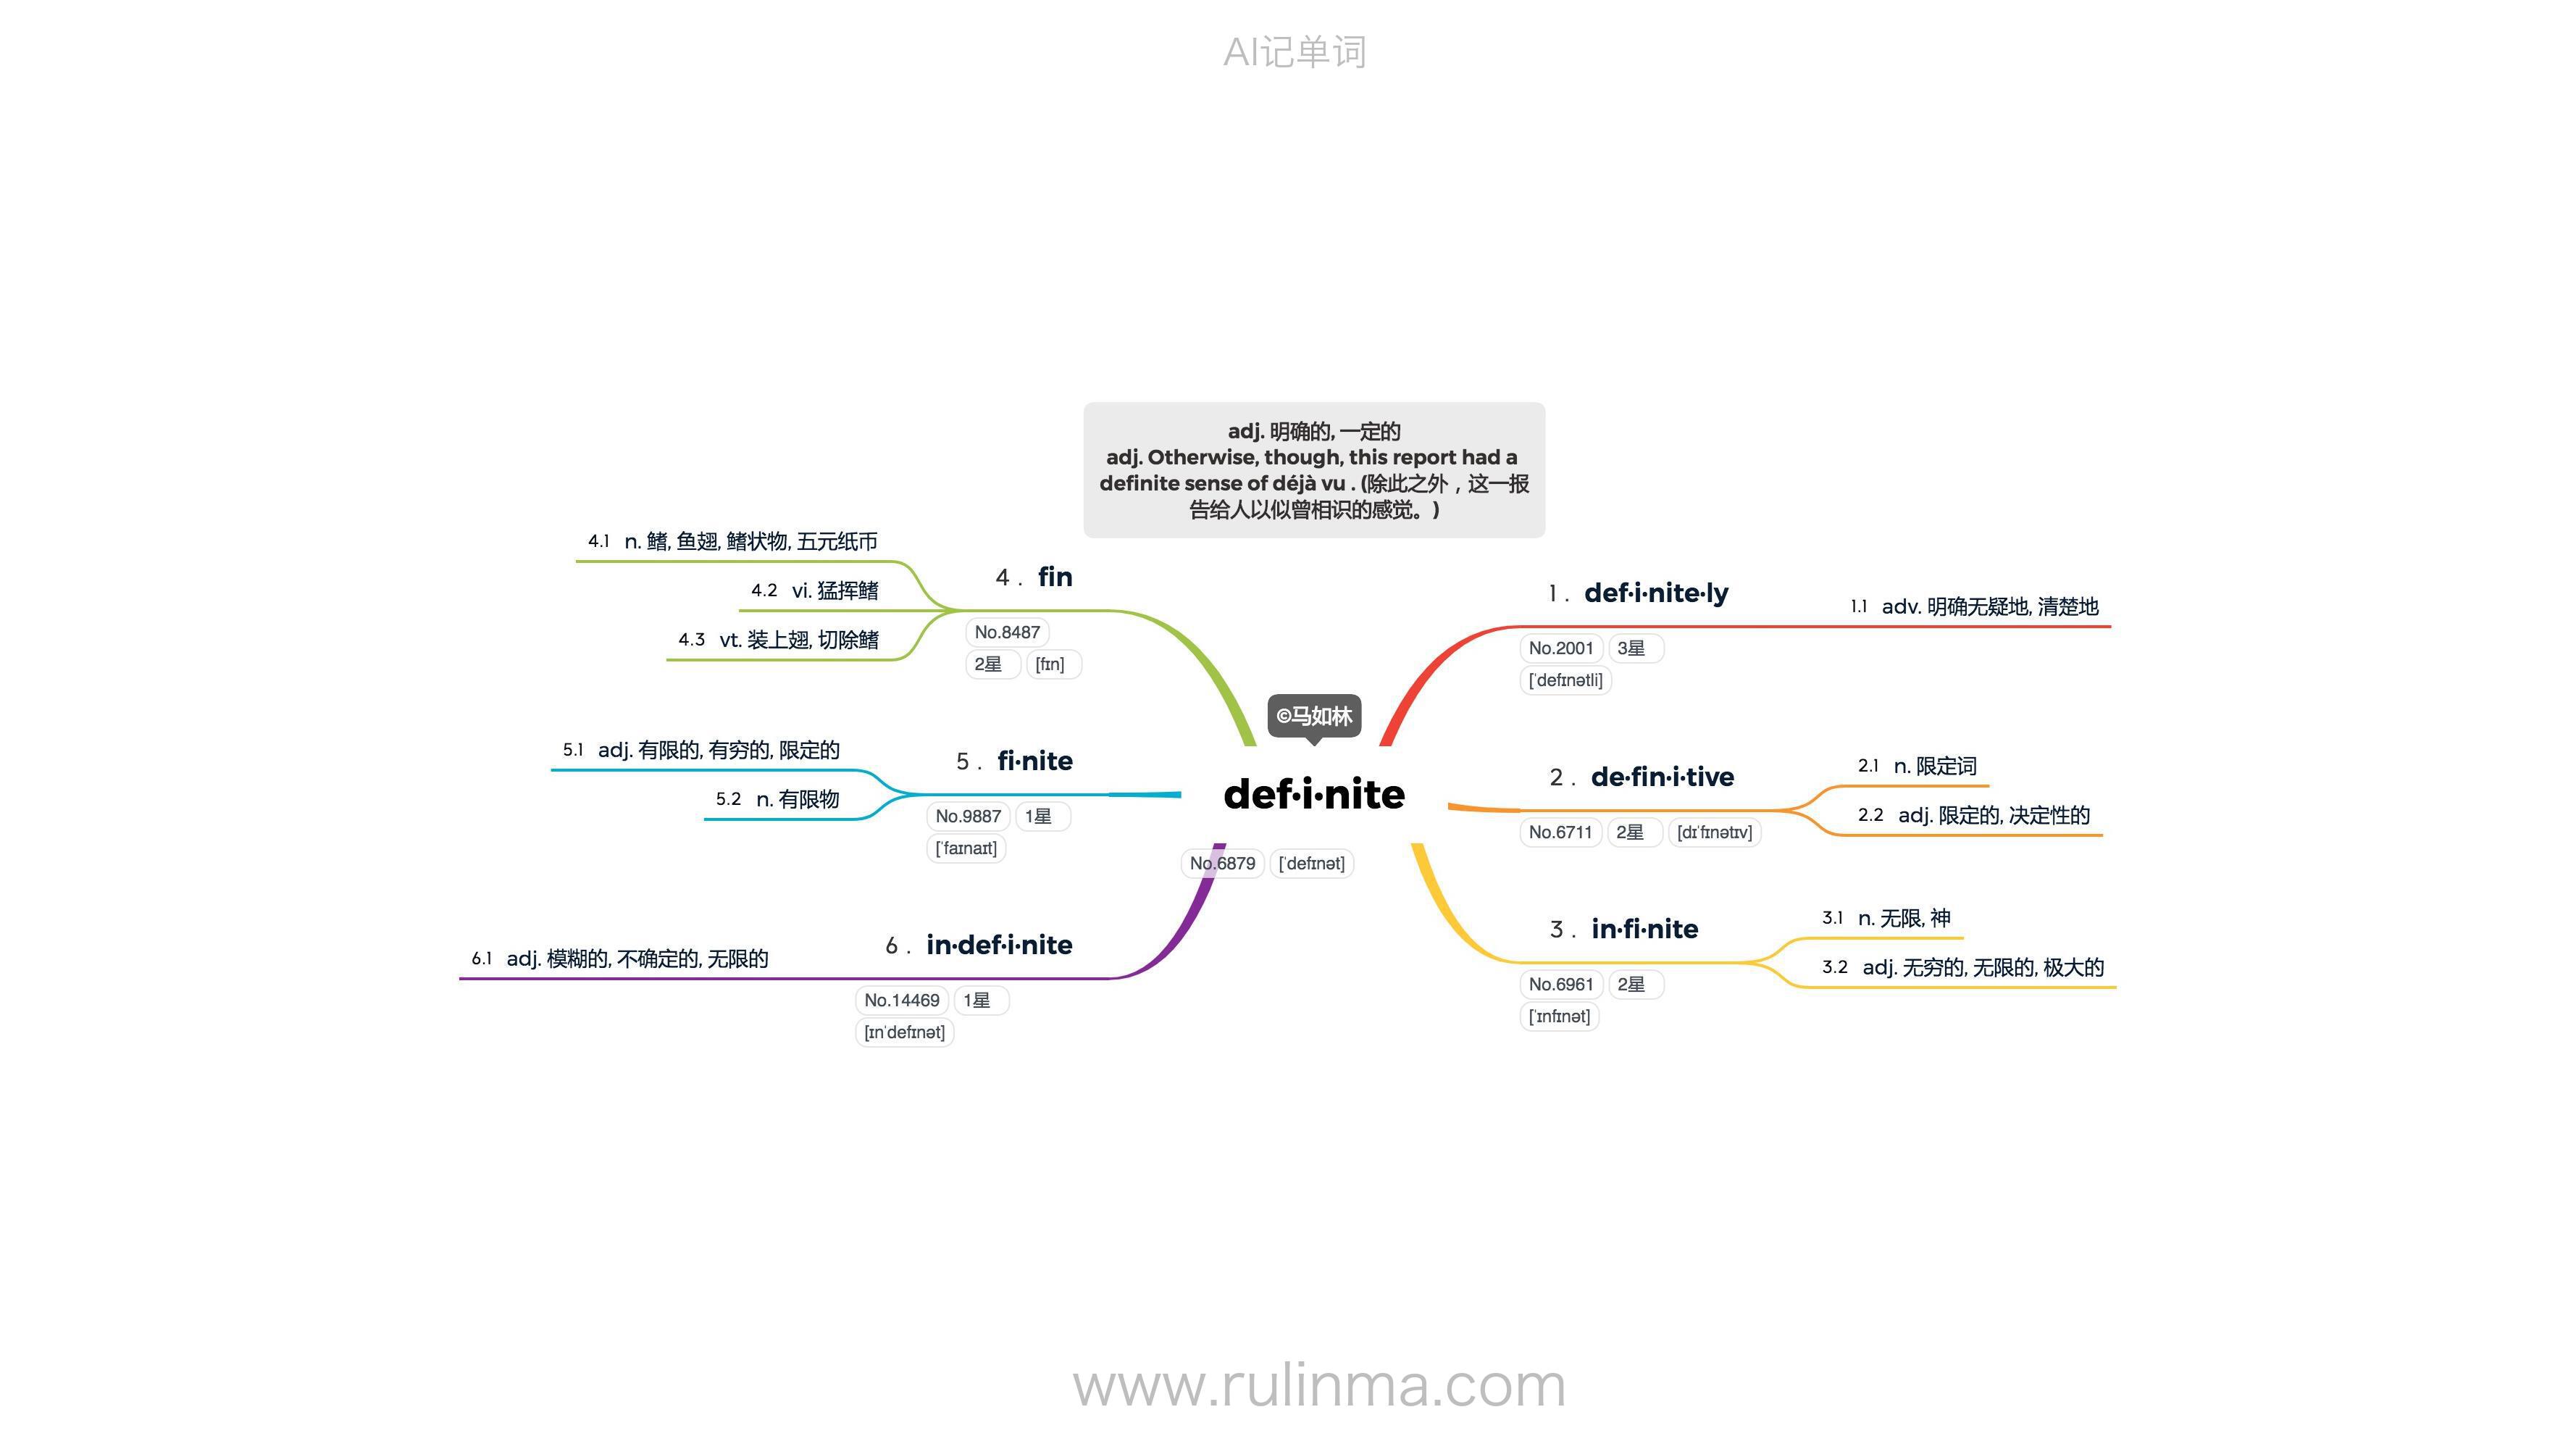 AI记单词
adj. 明确的, 一定的
adj. Otherwise, though, this report had a
definite sense of déjà vu . (除此之外，这一报
告给人以似曾相识的感觉。)
©马如林
def·i·nite
No.6879 [ˈdefɪnət]
1 . def·i·nite·ly
No.2001 3星
[ˈdefɪnətli]
1.1 adv. 明确无疑地, 清楚地
2 . de·fin·i·tive
No.6711 2星 [dɪˈfɪnətɪv]
2.1 n. 限定词
2.2 adj. 限定的, 决定性的
3 . in·fi·nite
No.6961 2星
[ˈɪnfɪnət]
3.1 n. 无限, 神
3.2 adj. 无穷的, 无限的, 极大的
4 . fin
No.8487
2星 [fɪn]
4.1 n. 鳍, 鱼翅, 鳍状物, 五元纸币
4.2 vi. 猛挥鳍
4.3 vt. 装上翅, 切除鳍
5 . fi·nite
No.9887 1星
[ˈfaɪnaɪt]
5.1 adj. 有限的, 有穷的, 限定的
5.2 n. 有限物
6 . in·def·i·nite
No.14469 1星
[ɪnˈdefɪnət]
6.1 adj. 模糊的, 不确定的, 无限的
www.rulinma.com